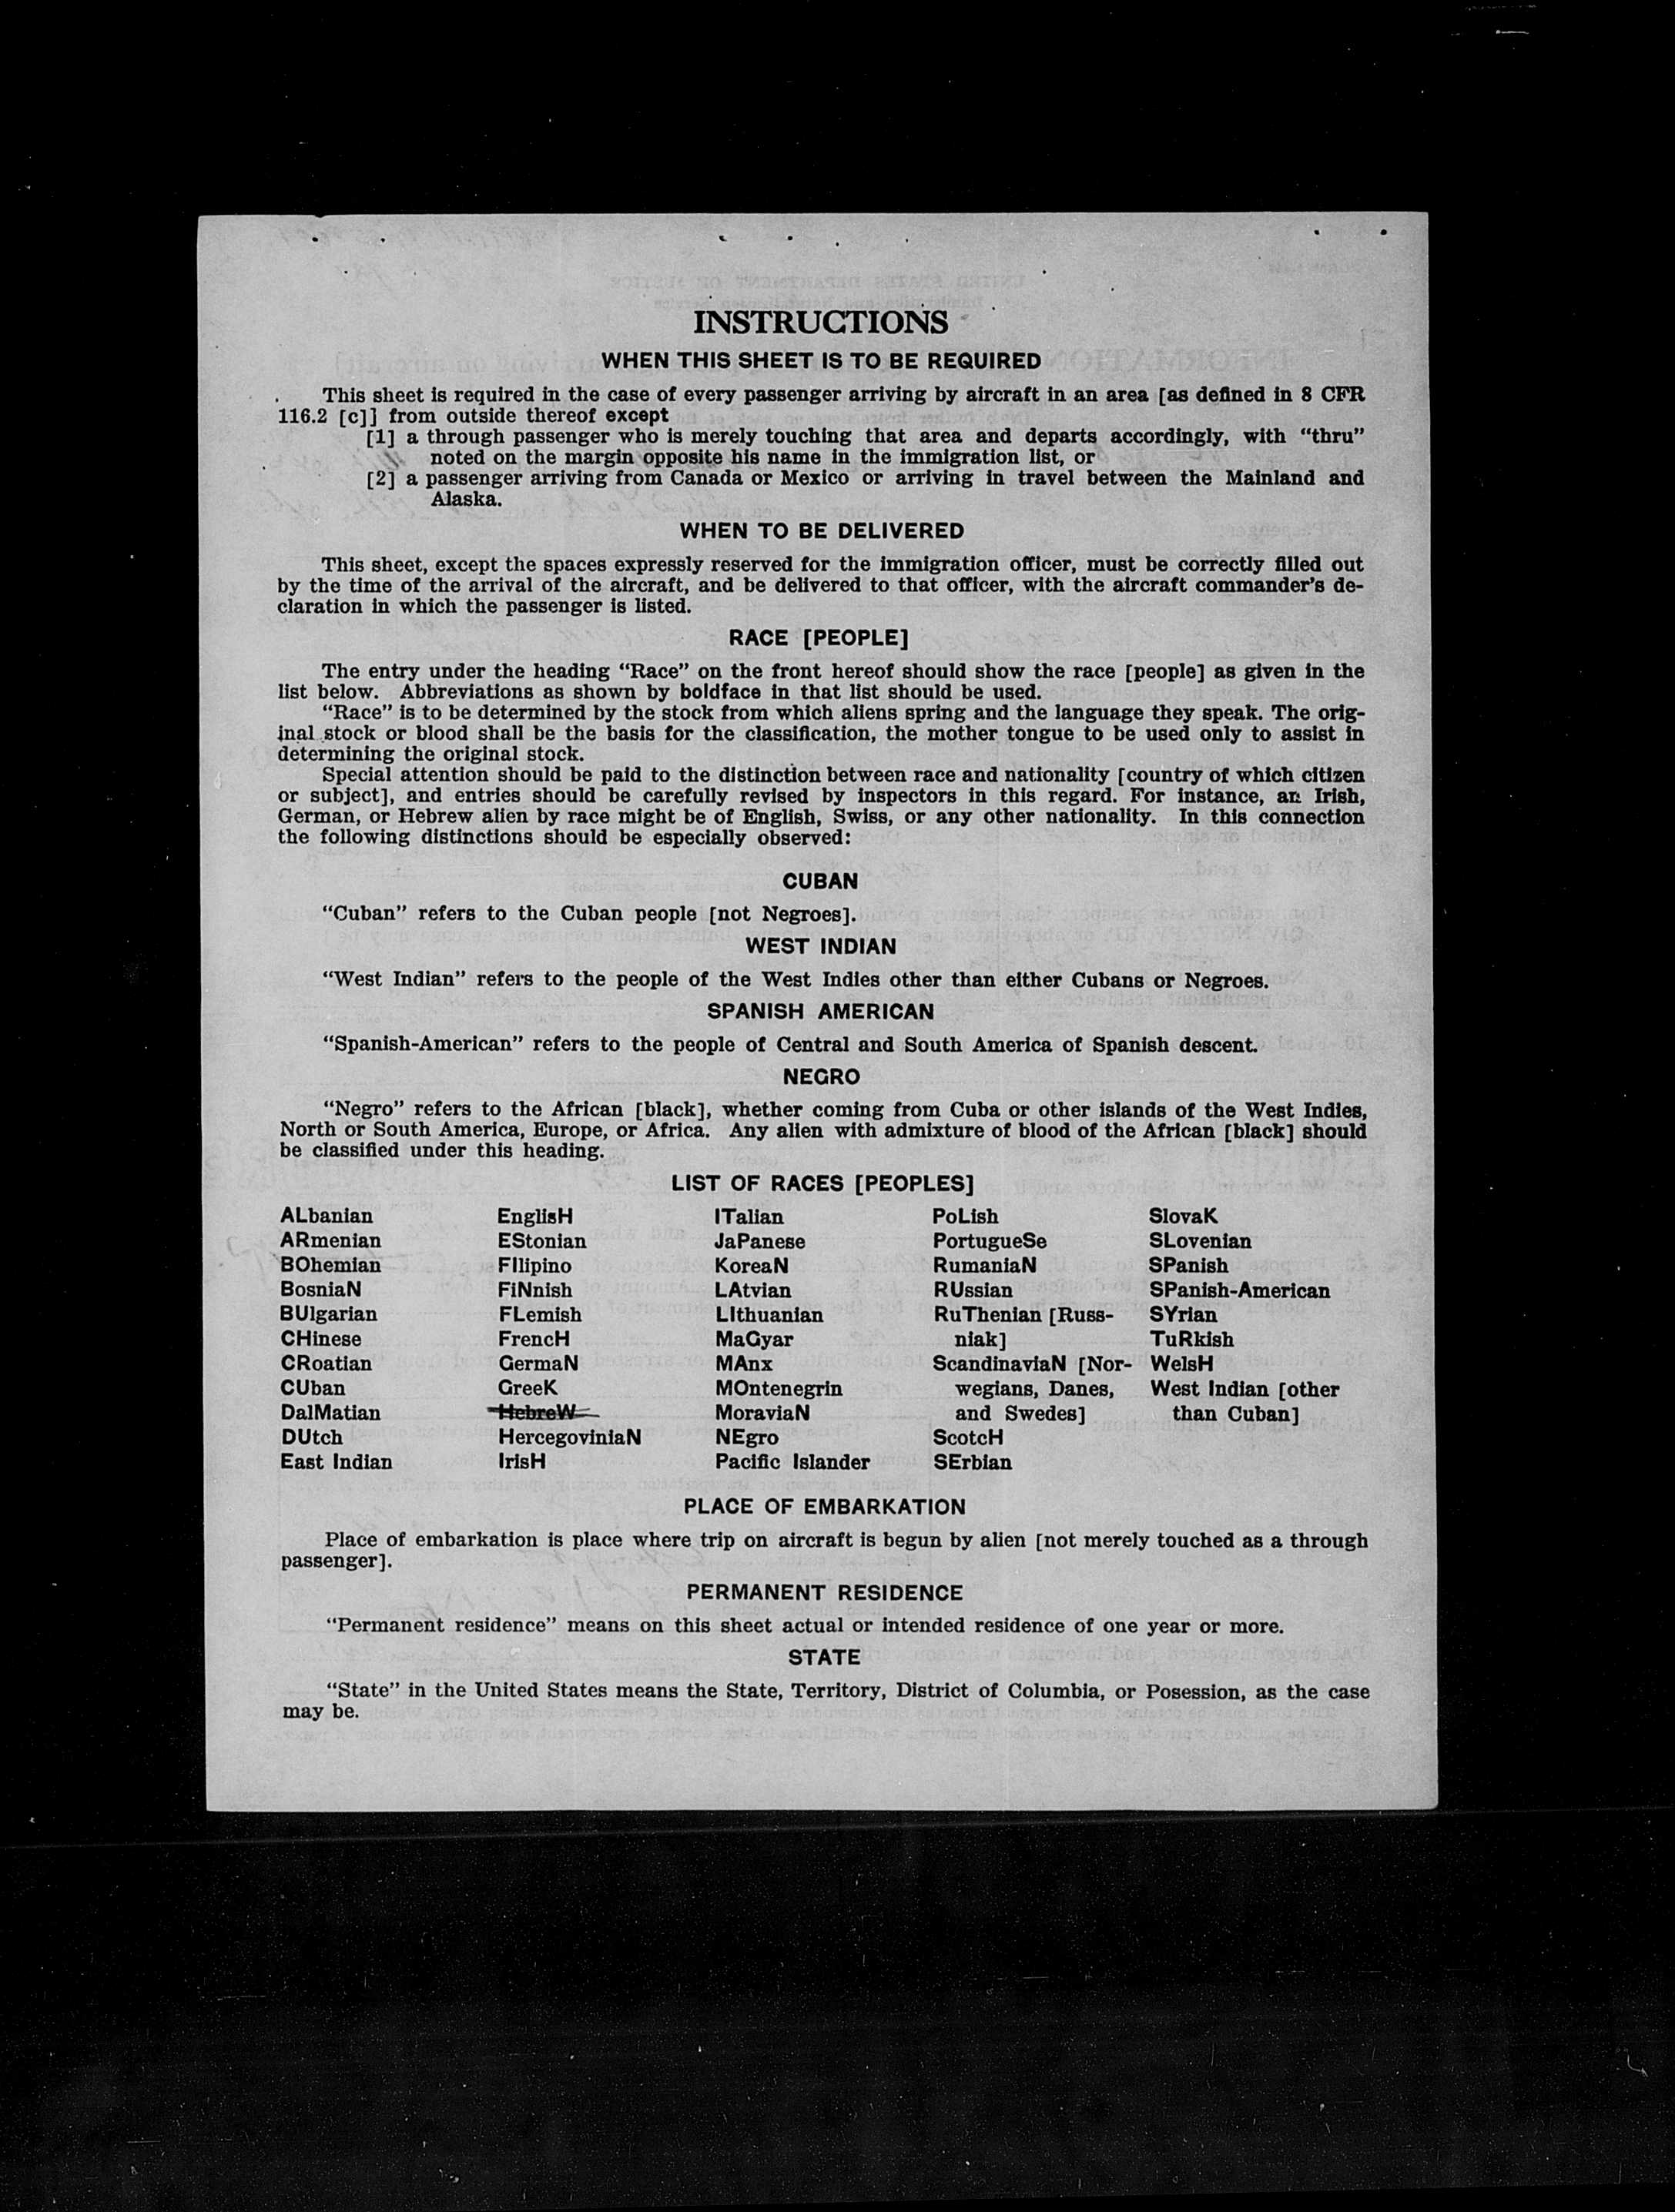 INSTRUCTIONS
WHEN THIS SHEET IS TO BE REQUIRED
This sheet is required in the case of every passenger arriving by aircraft in an area [as defined in 8 CFR
116.2 [c]] from outside thereof except
[1] a through passenger who is merely touching that area and departs accordingly, with “thru”
noted on the margin opposite his name in the immigration list, or
[2] a passenger arriving from Canada or Mexico or arriving in travel between the Mainland and
Alaska.
WHEN TO BE DELIVERED
This sheet, except the spaces expressly reserved for the immigration officer, must be correctly filled out
by the time of the arrival of the aircraft, and be delivered to that officer, with the aircraft commander’s de-
claration in which the passenger is listed.
RACE [PEOPLE]
The entry under the heading “Race” on the front hereof should show the race [people] as given in the
list below. Abbreviations as shown by boldface in that list should be used.
“Race” is to be determined by the stock from which aliens spring and the language they speak. The orig-
inal stock or blood shall be the basis for the classification, the mother tongue to be used only to assist in
determining the original stock.
Special attention should be paid to the distinction between race and nationality [country of which citizen
or subject], and entries should be carefully revised by inspectors in this regard. For instance, an Irish,
German, or Hebrew alien by race might be of English, Swiss, or any other nationality. In this connection
the following distinctions should be especially observed:
CUBAN
“Cuban” refers to the Cuban people [not Negroes].
WEST INDIAN
“West Indian” refers to the people of the West Indies other than either Cubans or Negroes.
SPANISH AMERICAN
“Spanish-American” refers to the people of Central and South America of Spanish descent.
NEGRO
“Negro” refers to the African [black], whether coming from Cuba or other islands of the West Indies,
North or South America, Europe, or Africa. Any alien with admixture of blood of the African [black] should
be classified under this heading.
LIST OF RACES [PEOPLES]
ALbanian
ARmenian
BOhemian
BosniaN
BUlgarian
CHinese
CRoatian
CUban
DalMatian
DUtch
East Indian
EnglisH
EStonian
FIlipino
FiNnish
FLemish
FrencH
GermaN
GreeK
HebreW
HercegoviniaN
IrisH
ITalian
JaPanese
KoreaN
LAtvian
LIthuanian
MaGyar
MAnx
MOntenegrin
MoraviaN
NEgro
Pacific Islander
PoLish
PortugueSe
RumaniaN
RUssian
RuThenian [Russ-
niak]
ScandinaviaN [Nor-
wegians, Danes,
and Swedes]
ScotcH
SErbian
SlovaK
SLovenian
SPanish
SPanish-American
SYrian
TuRkish
WelsH
West Indian [other
than Cuban]
PLACE OF EMBARKATION
Place of embarkation is place where trip on aircraft is begun by alien [not merely touched as a through
passenger].
PERMANENT RESIDENCE
“Permanent residence” means on this sheet actual or intended residence of one year or more.
STATE
“State” in the United States means the State, Territory, District of Columbia, or Posession, as the case
may be.